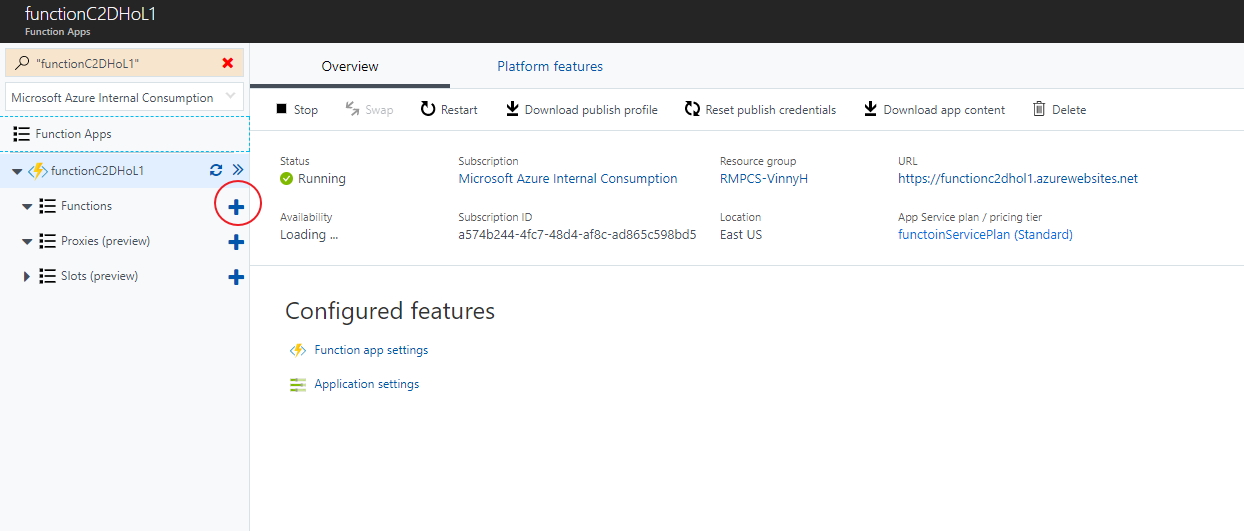 functionC2DHoL1
Function Apps
"functionC2DHoL1"
Microsoft Azure Internal Consumption
Function Apps
functionC2DHoL1
Functions
Proxies (preview)
Slots (preview)
Overview
Platform features
Stop
Swap
Restart
Download publish profile
Reset publish credentials
Download app content
Delete
Status
Running
Subscription
Microsoft Azure Internal Consumption
Resource group
RMPCS-VinnyH
URL
https://functionc2dhol1.azurewebsites.net
Availability
Loading ...
Subscription ID
a574b244-4fc7-48d4-af8c-ad865c598bd5
Location
East US
App Service plan / pricing tier
functoinServicePlan (Standard)
Configured features
Function app settings
Application settings